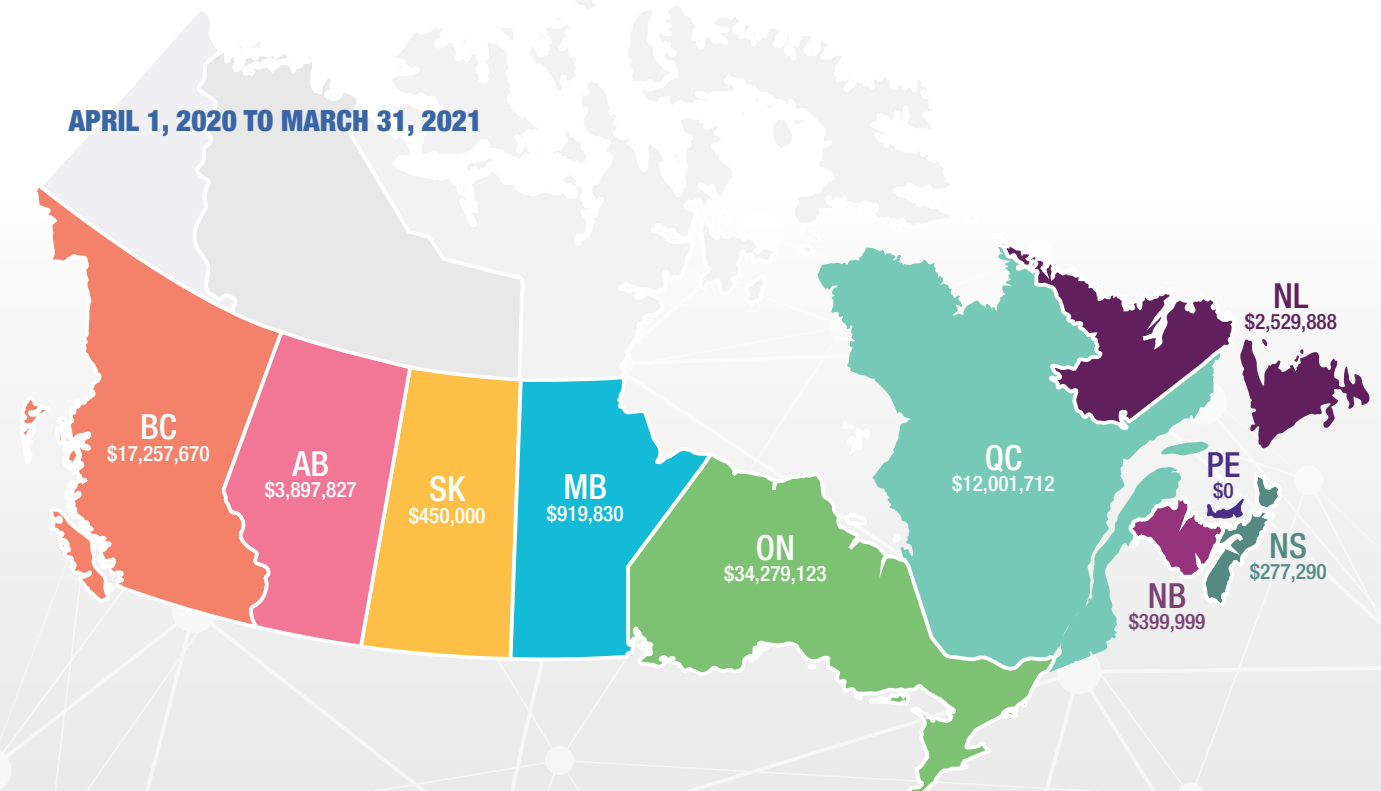 APRIL 1, 2020 TO MARCH 31, 2021
BC
$17,257,670
AB
$3,897,827
SK
$450,000
MB
$919,830
ON
$34,279,123
QC
$12,001,712
NL
$2,529,888
PE
$0
NS
$277,290
NB
$399,999